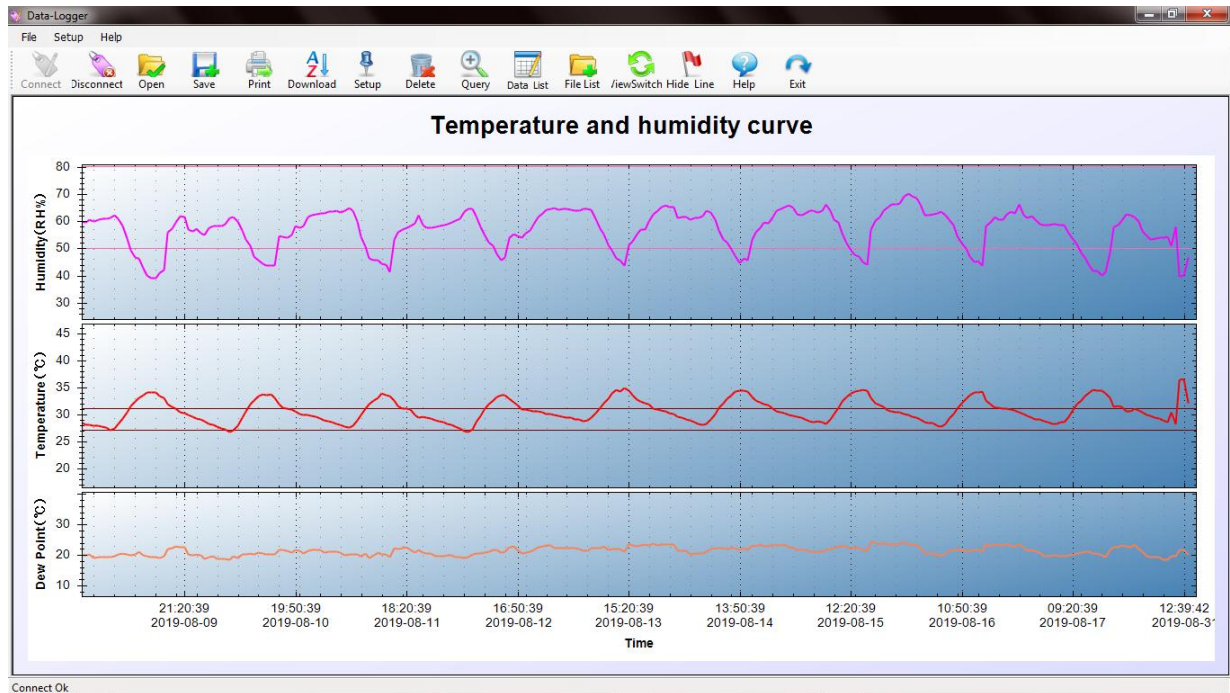 Data-Logger
File Setup Help
Connect Disconnect Open Save Print Download Setup Delete Query Data List File List /iewSwitch Hide Line Help Exit
Temperature and humidity curve
Humidity(RH%)
80
70
60
50
40
30
Temperature(℃)
45
40
35
30
25
20
Dew Point(℃)
30
20
10
21:20:39 19:50:39 18:20:39 16:50:39 15:20:39 13:50:39 12:20:39 10:50:39 09:20:39 12:39:42
2019-08-09 2019-08-10 2019-08-11 2019-08-12 2019-08-13 2019-08-14 2019-08-15 2019-08-16 2019-08-17 2019-08-31
Time
Connect Ok